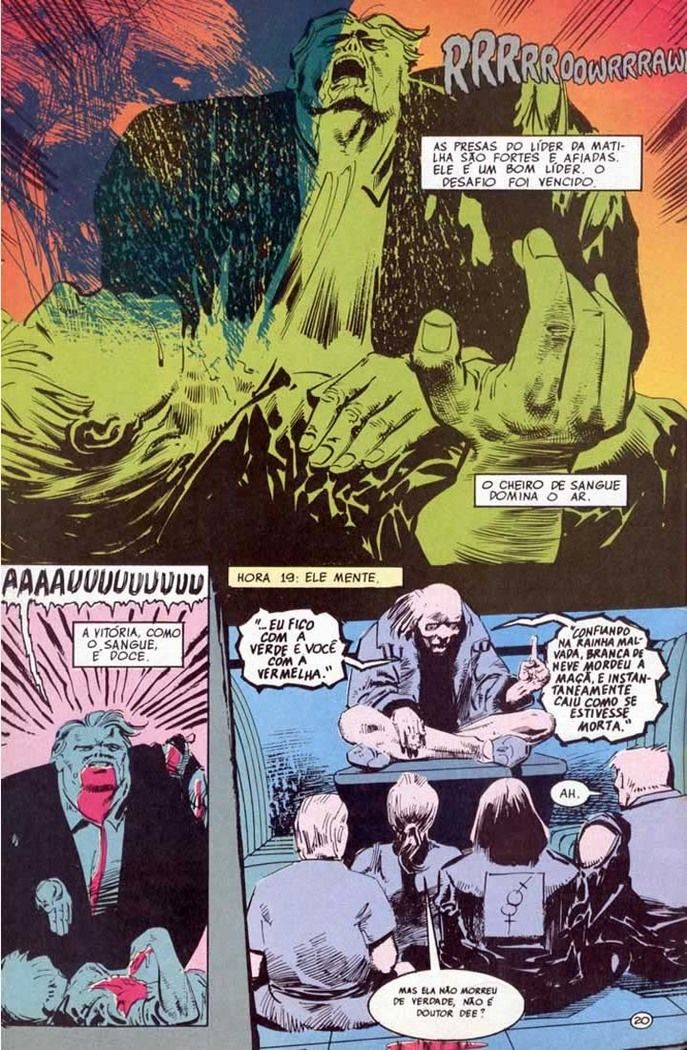 RRRRRROOWRRRAW
AS PRESAS DO LÍDER DA MATI-
LHA SÃO FORTES E AFIADAS.
ELE É UM BOM LÍDER. O
DESAFIO FOI VENCIDO.
O CHEIRO DE SANGUE
DOMINA O AR.
AAAAUUUUUUUUUU
A VITÓRIA, COMO
O SANGUE,
É DOCE.
HORA 19: ELE MENTE.
"...EU FICO
COM A
VERDE E VOCÊ
COM A
VERMELHA."
"CONFIANDO
NA RAINHA MAL-
VADA, BRANCA DE
NEVE MORDEU A
MAÇÃ, E INSTAN-
TANEAMENTE
CAIU COMO SE
ESTIVESSE
MORTA."
AH.
MAS ELA NÃO MORREU
DE VERDADE, NÃO É
DOUTOR DEE?
20